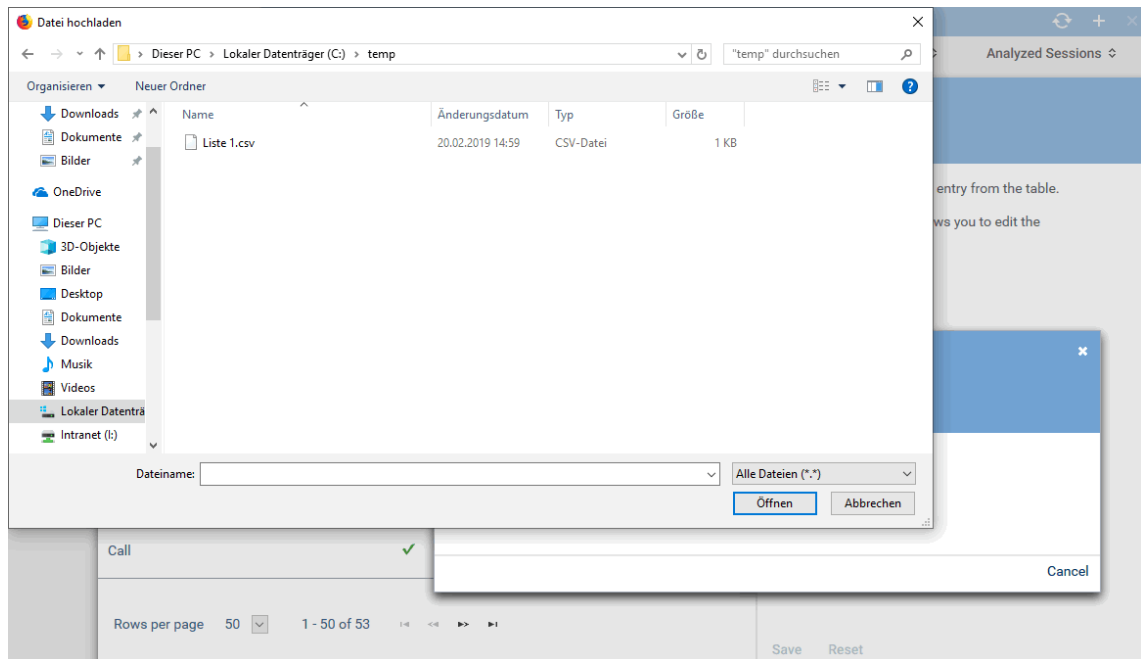 Datei hochladen
Dieser PC > Lokaler Datenträger (C:) > temp
"temp" durchsuchen
Analyzed Sessions
Organisieren
Neuer Ordner
Downloads
Dokumente
Bilder
OneDrive
Dieser PC
3D-Objekte
Bilder
Desktop
Dokumente
Downloads
Musik
Videos
Lokaler Datenträ
Intranet (I:)
Name Änderungsdatum Typ Größe
Liste 1.csv 20.02.2019 14:59 CSV-Datei 1 KB
entry from the table.
ws you to edit the
Dateiname:
Alle Dateien (*.*)
Öffnen Abbrechen
Call
Cancel
Rows per page 50 1 - 50 of 53
Save Reset